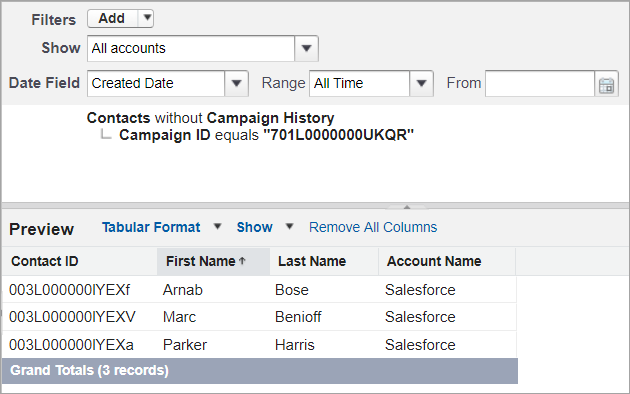 Filters Add
Show All accounts
Date Field Created Date Range All Time From
Contacts without Campaign History
Campaign ID equals "701L0000000UKQR"
Preview Tabular Format Show Remove All Columns
Contact ID First Name↑ Last Name Account Name
003L000000IYEXf Arnab Bose Salesforce
003L000000IYEXV Marc Benioff Salesforce
003L000000IYEXa Parker Harris Salesforce
Grand Totals (3 records)